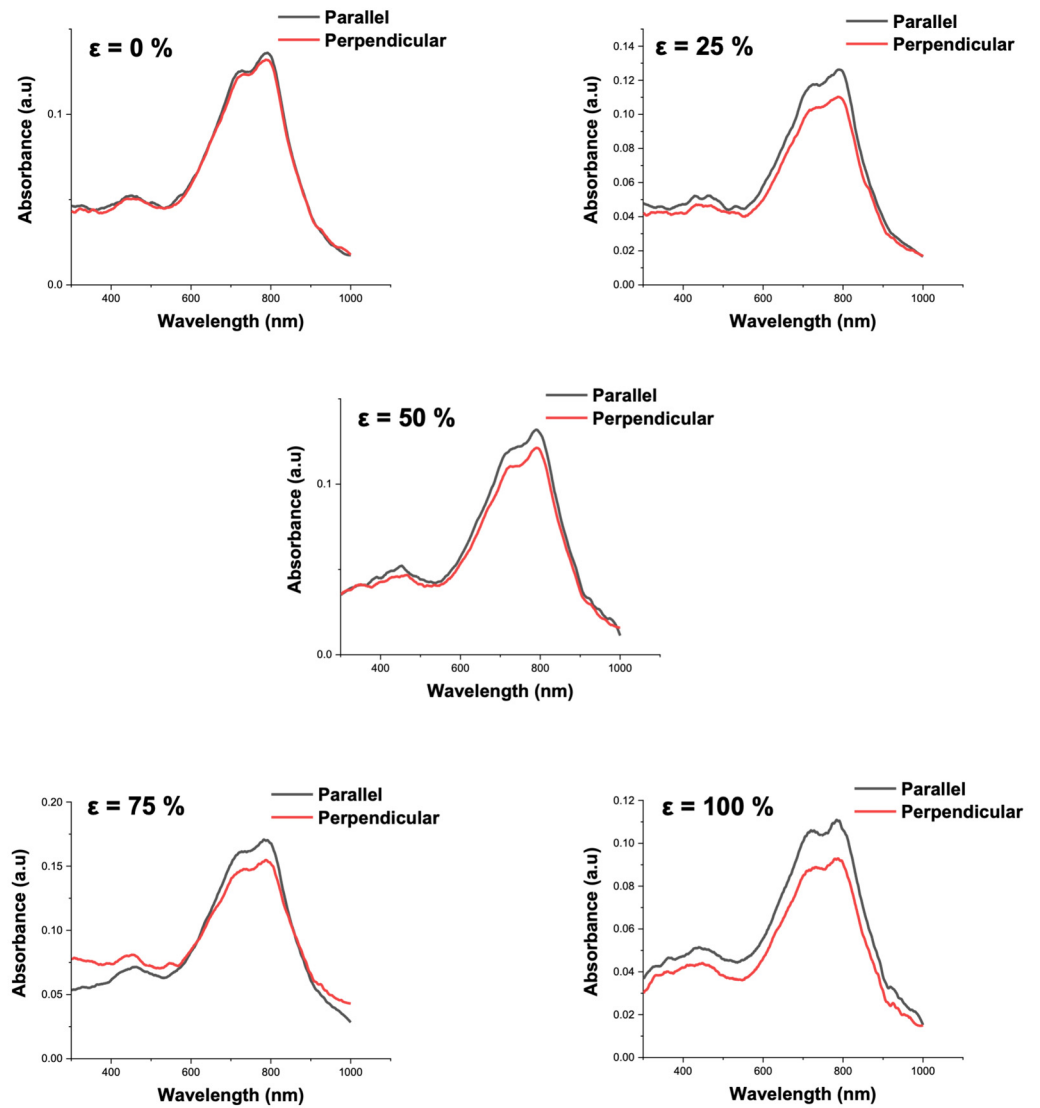 ε = 0 %
Parallel
Perpendicular
0.1
0.0
400
600
800
1000
Absorbance (a.u)
Wavelength (nm)
ε = 25 %
Parallel
Perpendicular
0.14
0.12
0.10
0.08
0.06
0.04
0.02
0.00
400
600
800
1000
Absorbance (a.u)
Wavelength (nm)
ε = 50 %
Parallel
Perpendicular
0.1
0.0
400
600
800
1000
Absorbance (a.u)
Wavelength (nm)
ε = 75 %
Parallel
Perpendicular
0.20
0.15
0.10
0.05
0.00
400
600
800
1000
Absorbance (a.u)
Wavelength (nm)
ε = 100 %
Parallel
Perpendicular
0.12
0.10
0.08
0.06
0.04
0.02
0.00
400
600
800
1000
Absorbance (a.u)
Wavelength (nm)